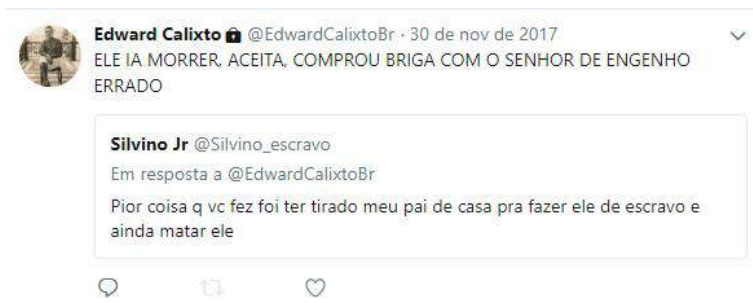 Edward Calixto @EdwardCalixtoBr · 30 de nov de 2017
ELE IA MORRER, ACEITA, COMPROU BRIGA COM O SENHOR DE ENGENHO
ERRADO
Silvino Jr @Silvino_escravo
Em resposta a @EdwardCalixtoBr
Pior coisa q vc fez foi ter tirado meu pai de casa pra fazer ele de escravo e
ainda matar ele